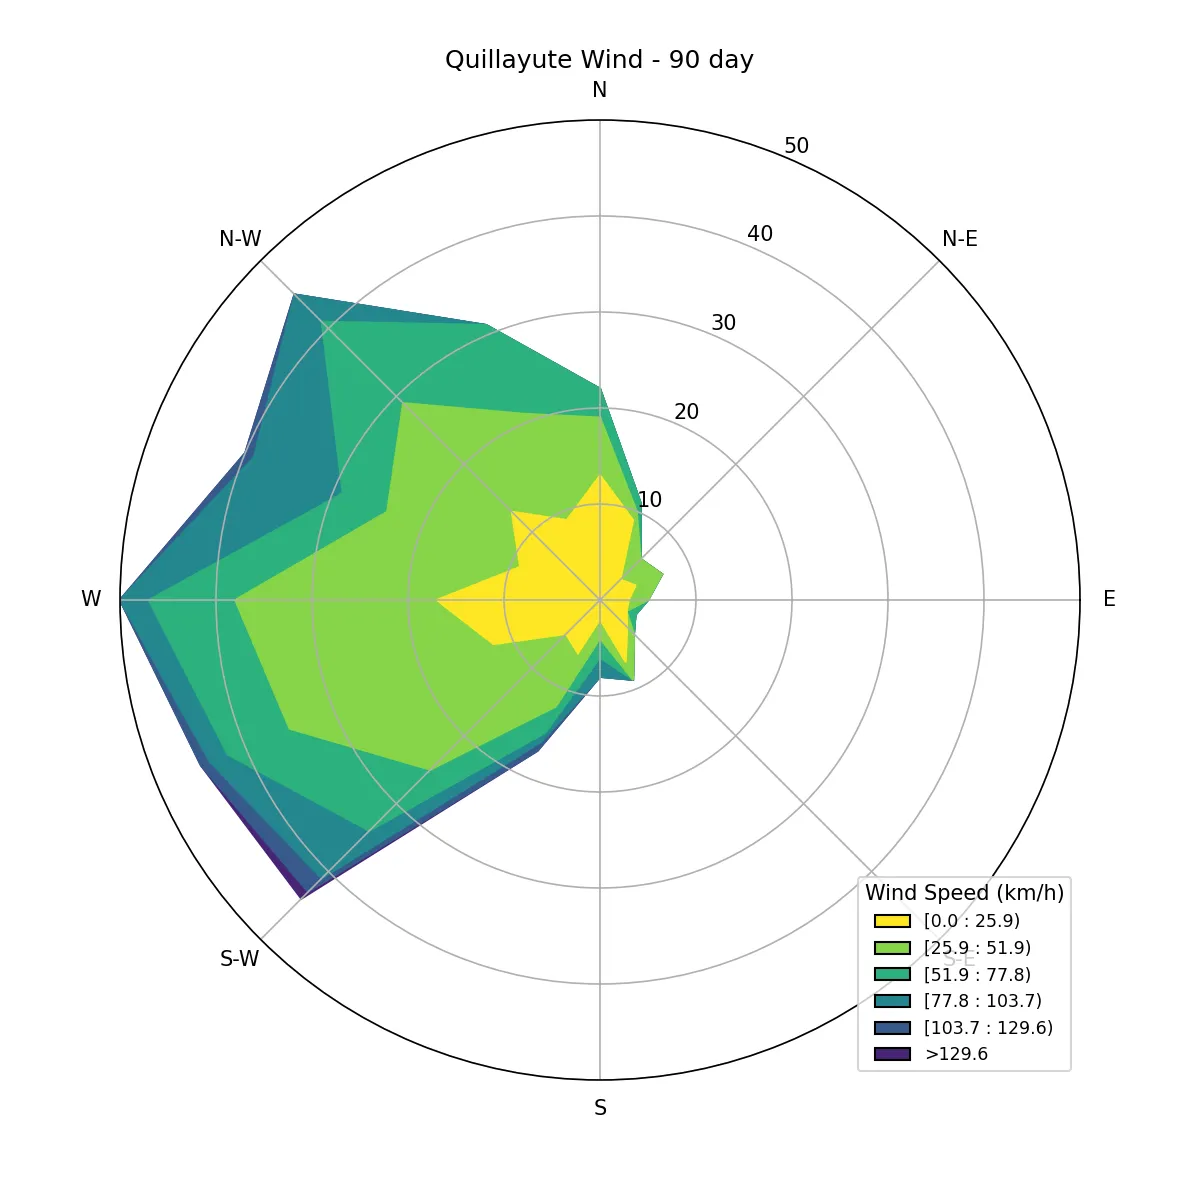 Quillayute Wind - 90 day
N
50
N-W
40
N-E
30
20
10
W
E
Wind Speed (km/h)
[0.0 : 25.9)
[25.9 : 51.9)
S-W
S-E
[51.9 : 77.8)
[77.8 : 103.7)
[103.7 : 129.6)
>129.6
S